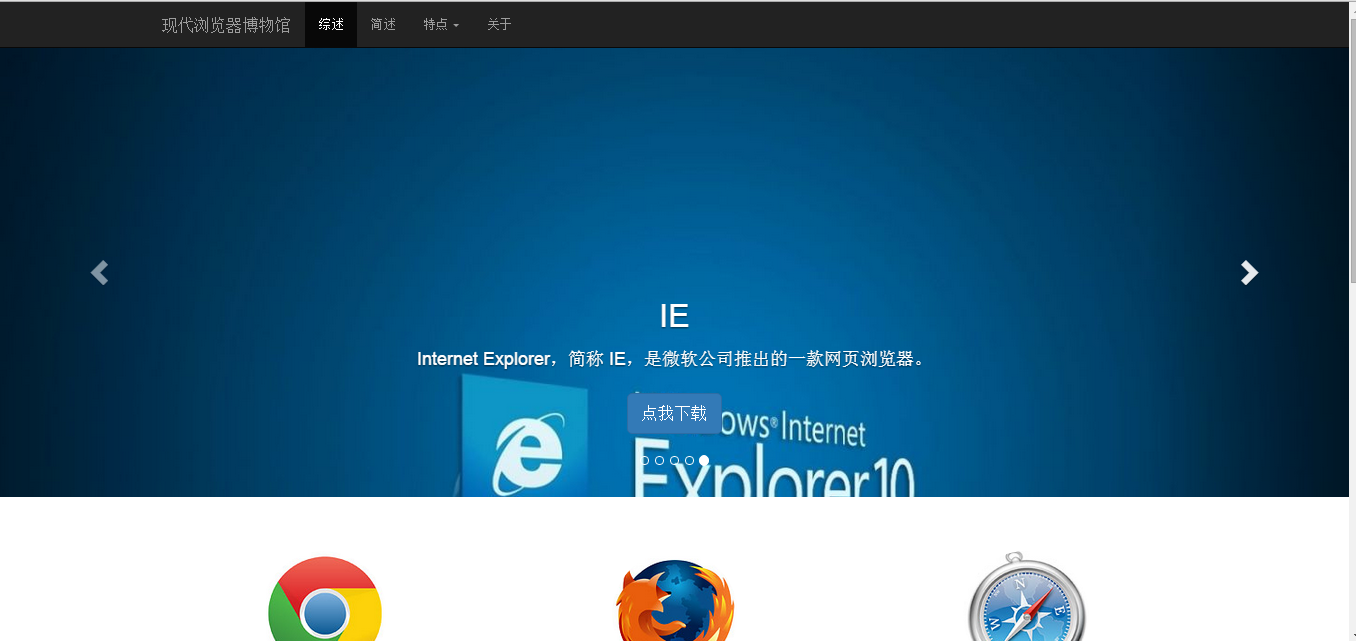 现代浏览器博物馆 综述 简述 特点 关于
IE
Internet Explorer，简称 IE，是微软公司推出的一款网页浏览器。
点我下载
ows® Internet
Explorer10
N
E
W